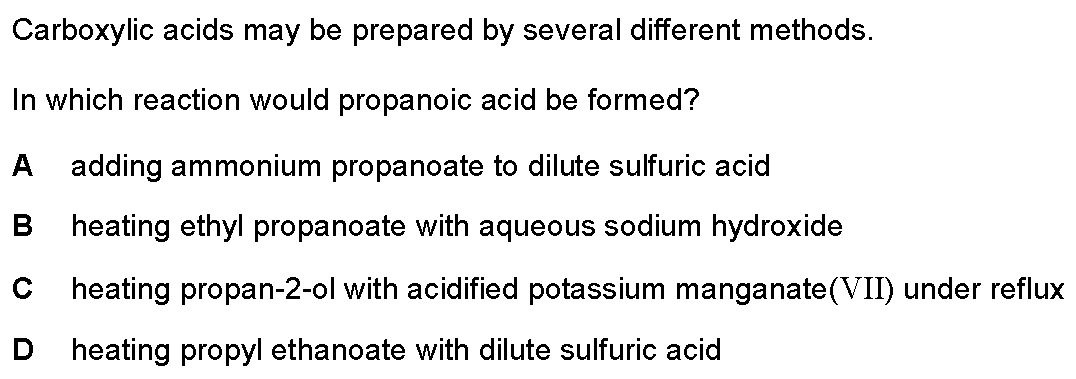 Carboxylic acids may be prepared by several different methods.
In which reaction would propanoic acid be formed?
A adding ammonium propanoate to dilute sulfuric acid
B heating ethyl propanoate with aqueous sodium hydroxide
C heating propan-2-ol with acidified potassium manganate(VII) under reflux
D heating propyl ethanoate with dilute sulfuric acid